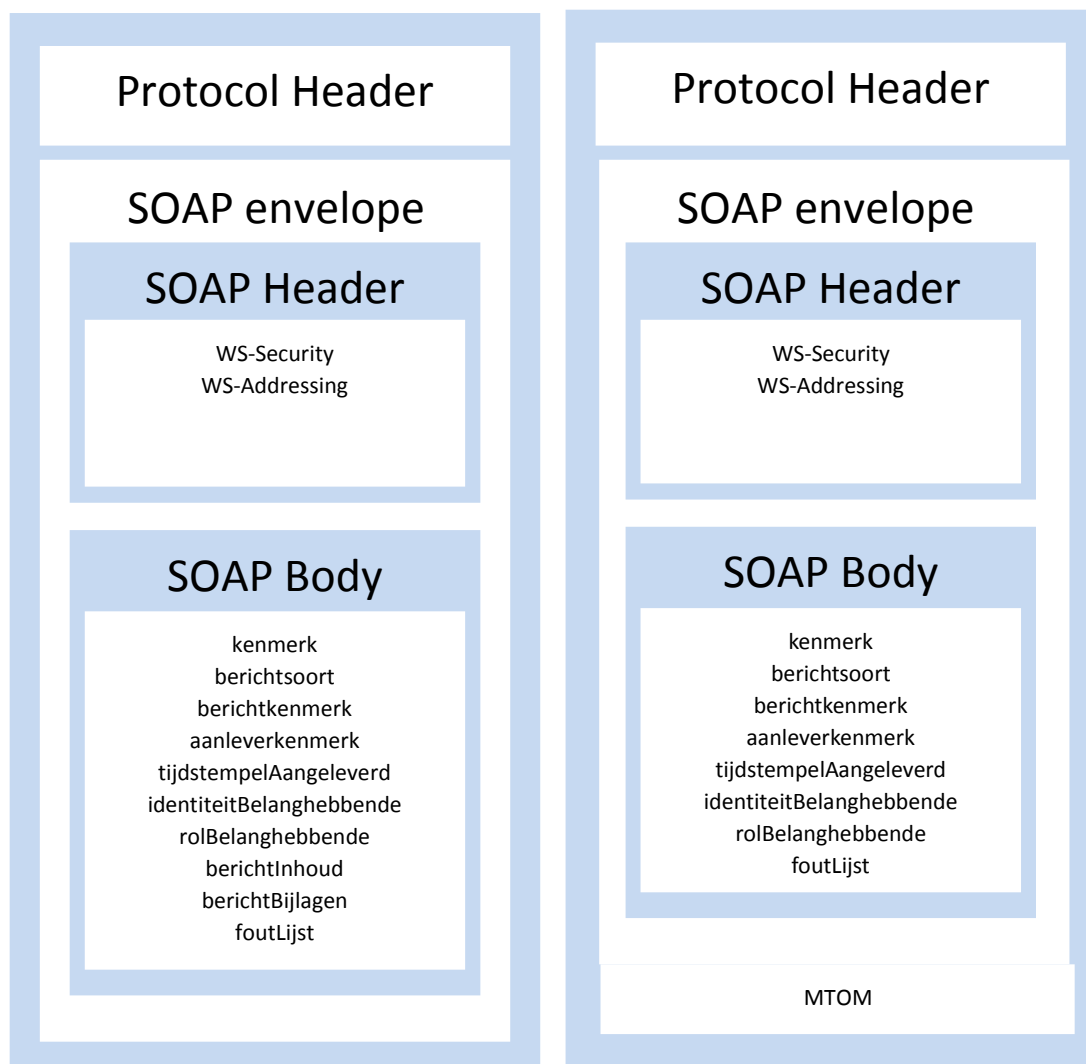 Protocol Header
SOAP envelope
SOAP Header
WS-Security
WS-Addressing
SOAP Body
kenmerk
berichtsoort
berichtkenmerk
aanleverkenmerk
tijdstempelAangeleverd
identiteitBelanghebbende
rolBelanghebbende
berichtInhoud
berichtBijlagen
foutLijst
Protocol Header
SOAP envelope
SOAP Header
WS-Security
WS-Addressing
SOAP Body
kenmerk
berichtsoort
berichtkenmerk
aanleverkenmerk
tijdstempelAangeleverd
identiteitBelanghebbende
rolBelanghebbende
foutLijst
MTOM